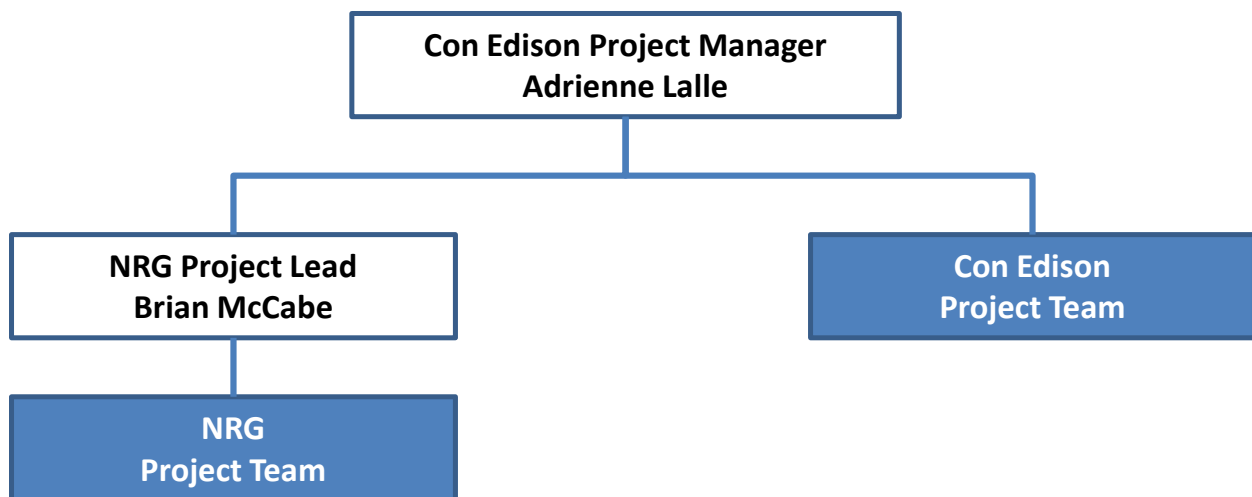 Con Edison Project Manager
Adrienne Lalle
NRG Project Lead
Brian McCabe
Con Edison
Project Team
NRG
Project Team